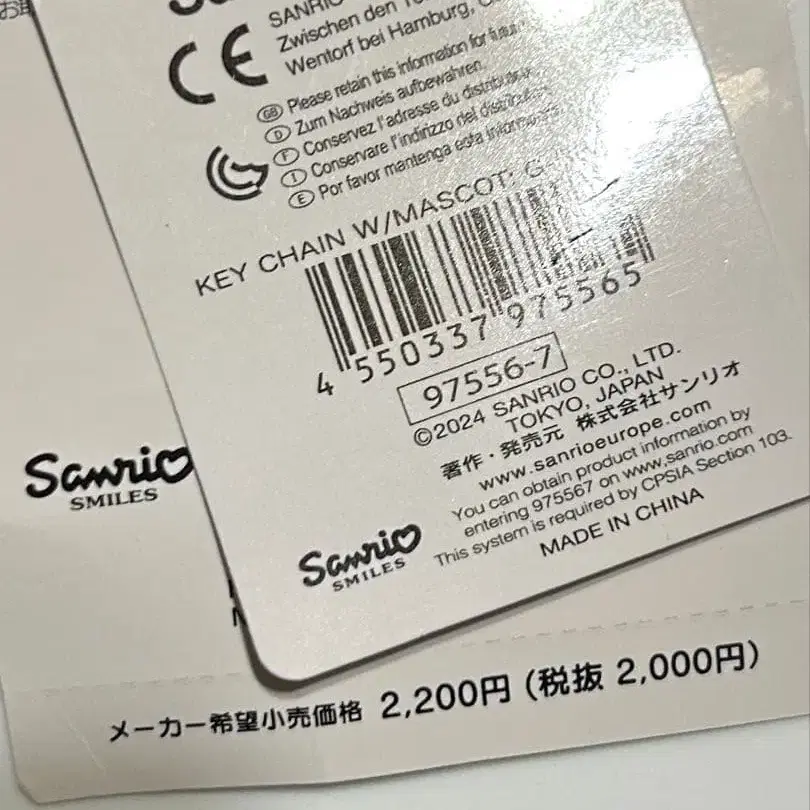 SANRIO
Zwischen den
Wentorf bei Hamburg,
CE
GB Please retain this information for
D Zum Nachweis aufbewahren
F Conservez l'adresse du
I Conservare l'indirizzo del
E Por favor mantenga esta
KEY CHAIN W/MASCOT:
4 550337 975565
97556-7
©2024 SANRIO CO., LTD.
TOKYO, JAPAN
著作・発売元 株式会社サンリオ
www.sanrioeurope.com
You can obtain product information by
entering 975567 on www.sanrio.com
This system is required by CPSIA Section 103.
MADE IN CHINA
Sanrio
SMILES
Sanrio
SMILES
メーカー希望小売価格 2,200円 (税抜 2,000円)